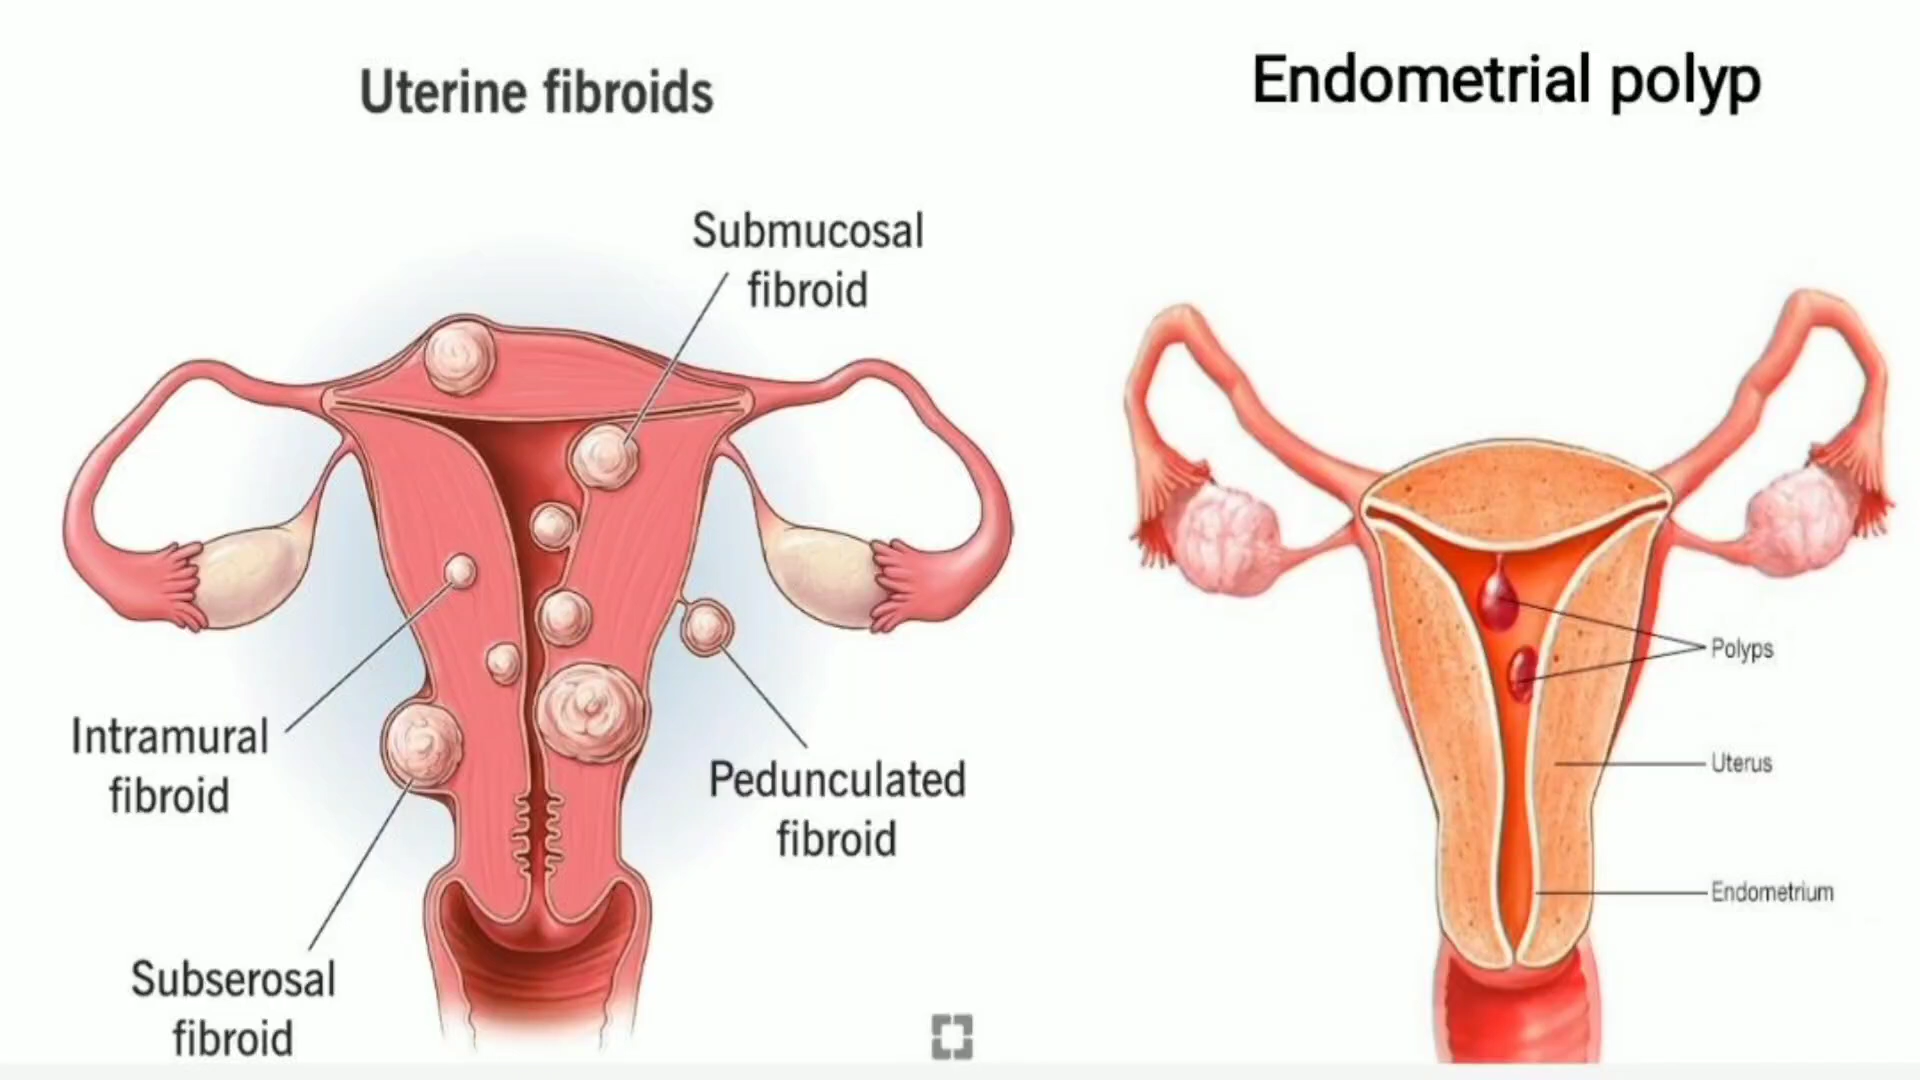 Uterine fibroids
Submucosal
fibroid
Intramural
fibroid
Pedunculated
fibroid
Subserosal
fibroid
Endometrial polyp
Polyps
Uterus
Endometrium